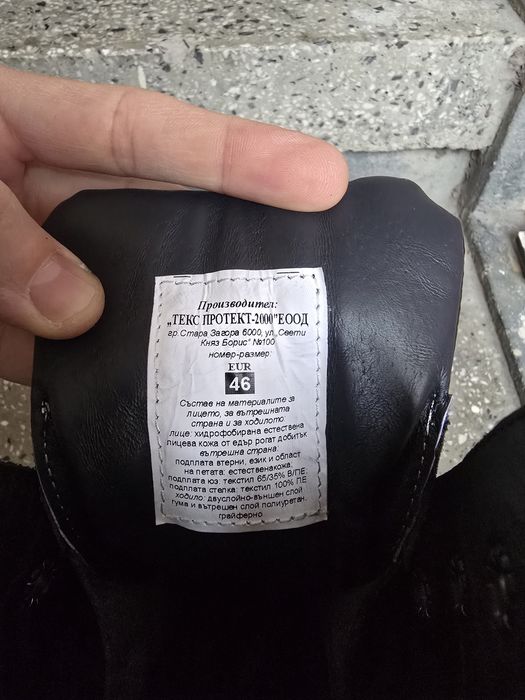 Производител:
„ТЕКС ПРОТЕКТ-2000"ЕООД
гр.Стара Загора 6000, ул.„Свети
Княз Борис" №100
номер-размер:
EUR
46
Състав на материалите за
лицето, за вътрешната
страна и за ходилото
лице: хидрофобирана естествена
лицева кожа от едър рогат добитък
вътрешна страна:
подплата втерни, език и област
на петата: естественакожа,
подплата юз: текстил 65/35% В/ПЕ.
подплата стелка: текстил 100% ПЕ
ходило: двуслойно-външен слой
гума и вътрешен слой полиуретан.
грайферно